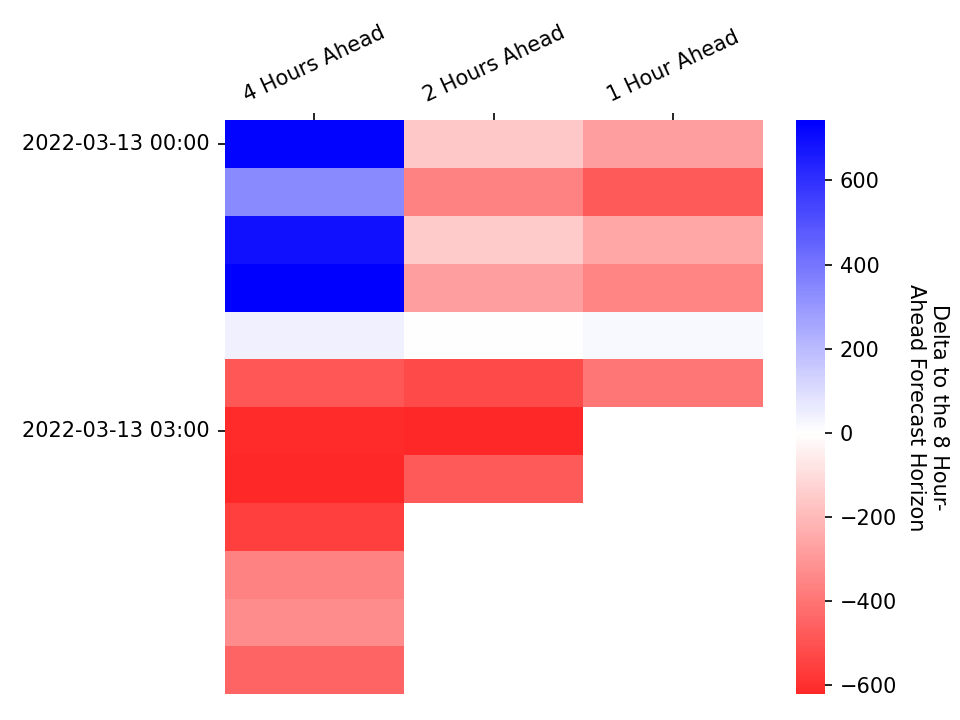 4 Hours Ahead
2 Hours Ahead
1 Hour Ahead
2022-03-13 00:00
2022-03-13 03:00
600
400
200
0
−200
−400
−600
Delta to the 8 Hour-
Ahead Forecast Horizon